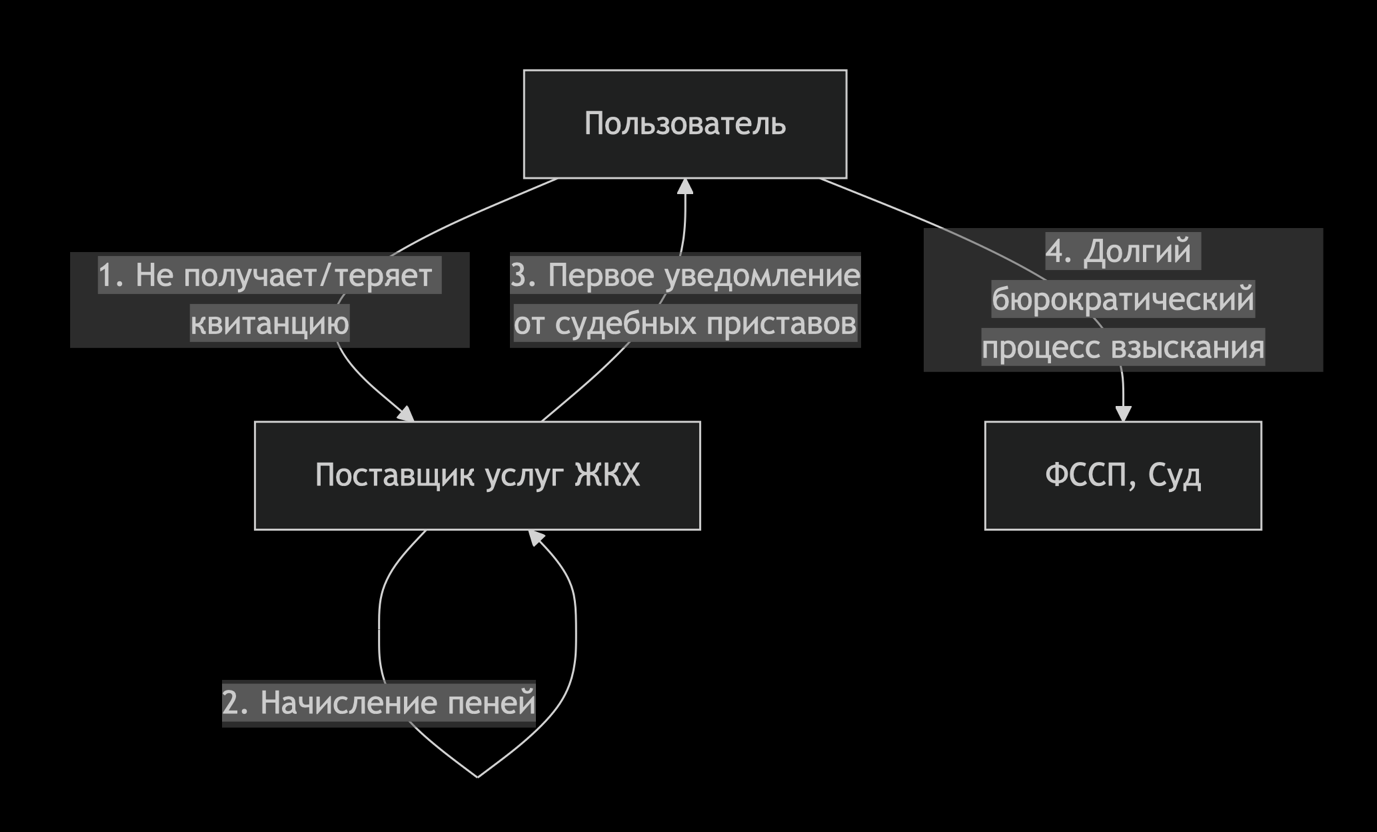 Пользователь
1. Не получает/теряет
квитанцию
3. Первое уведомление
от судебных приставов
4. Долгий
бюрократический
процесс взыскания
Поставщик услуг ЖКХ
ФССП, Суд
2. Начисление пеней